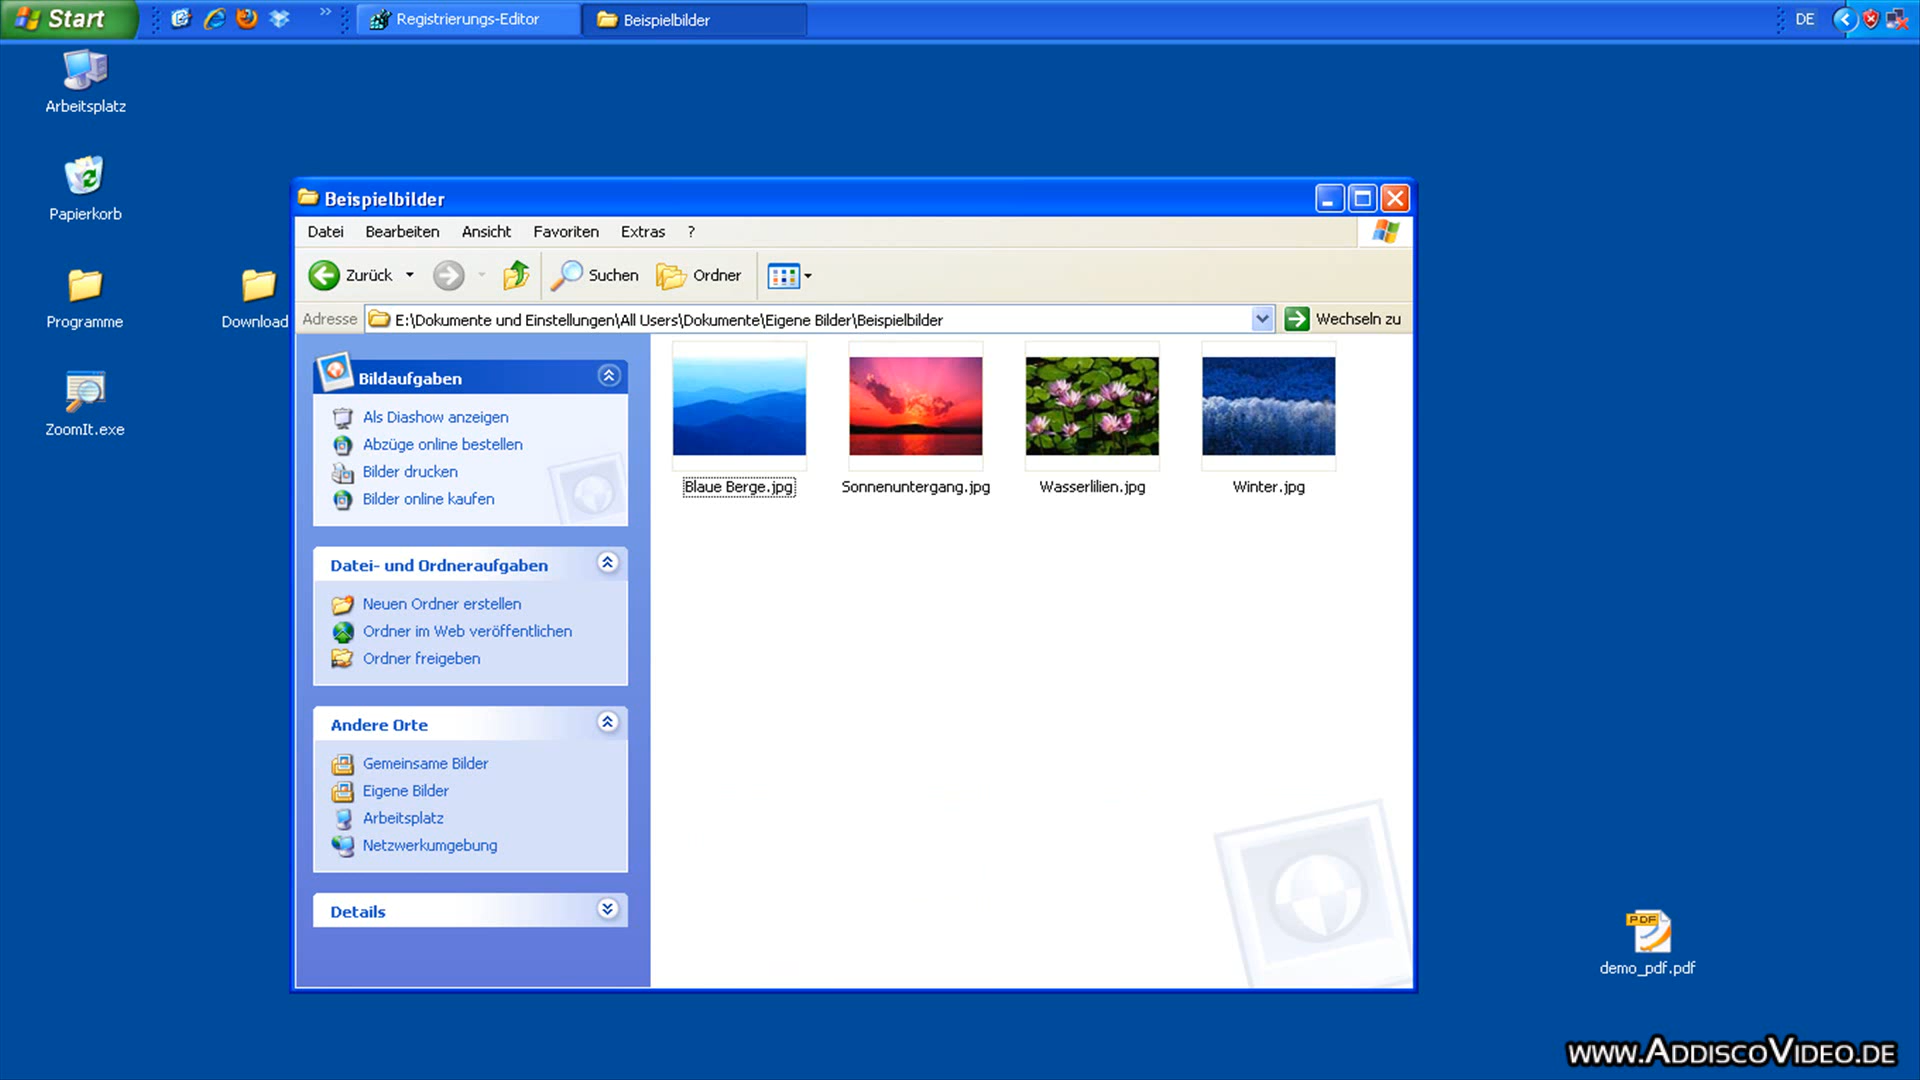 Start
Registrierungs-Editor
Beispielbilder
DE
Arbeitsplatz
Papierkorb
Programme
Download
ZoomIt.exe
Beispielbilder
Datei Bearbeiten Ansicht Favoriten Extras ?
Zurück Suchen Ordner
Adresse E:\Dokumente und Einstellungen\All Users\Dokumente\Eigene Bilder\Beispielbilder Wechseln zu
Bildaufgaben
Als Diashow anzeigen
Abzüge online bestellen
Bilder drucken
Bilder online kaufen
Datei- und Ordneraufgaben
Neuen Ordner erstellen
Ordner im Web veröffentlichen
Ordner freigeben
Andere Orte
Gemeinsame Bilder
Eigene Bilder
Arbeitsplatz
Netzwerkumgebung
Details
Blaue Berge.jpg
Sonnenuntergang.jpg
Wasserlilien.jpg
Winter.jpg
PDF
demo_pdf.pdf
www.AddiscoVideo.de